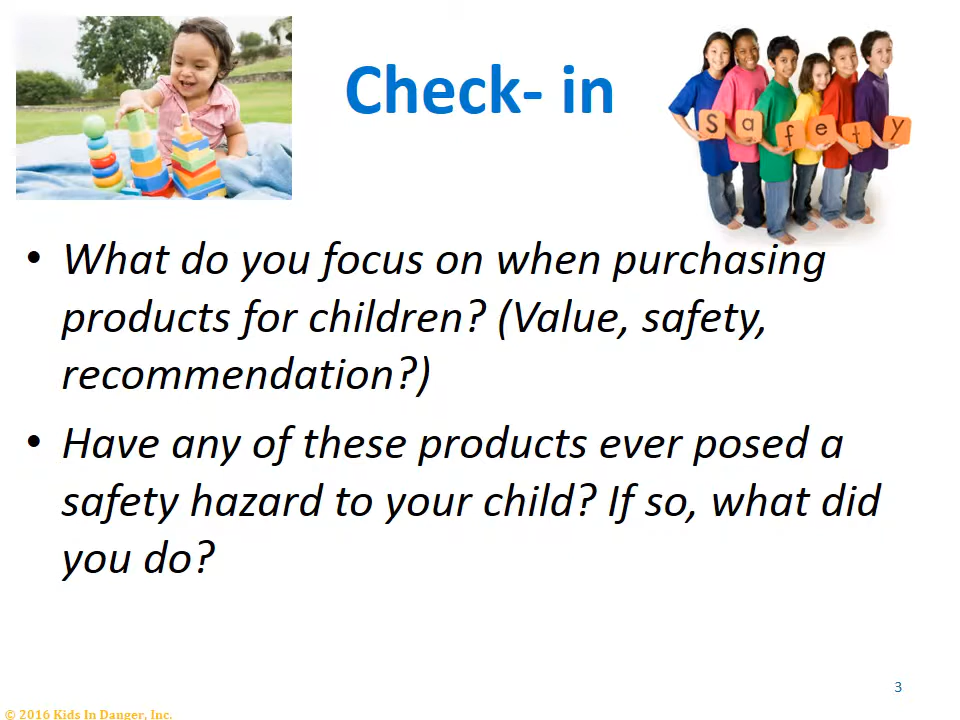 Check- in
Safety
• What do you focus on when purchasing
products for children? (Value, safety,
recommendation?)
• Have any of these products ever posed a
safety hazard to your child? If so, what did
you do?
3
© 2016 Kids In Danger, Inc.